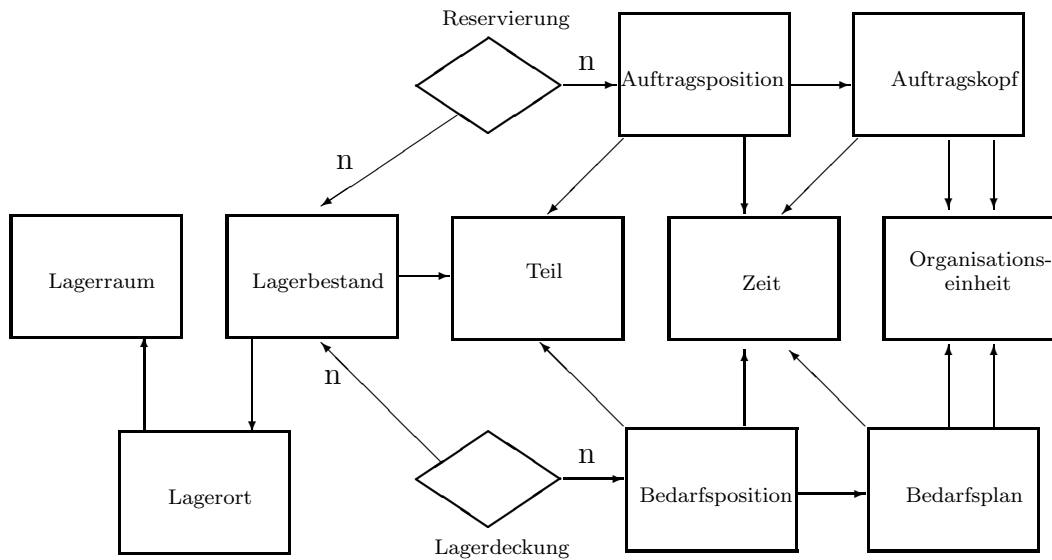 Reservierung
n
Auftragsposition
Auftragskopf
n
Lagerraum
Lagerbestand
Teil
Zeit
Organisations-
einheit
n
n
Lagerort
Bedarfsposition
Bedarfsplan
Lagerdeckung